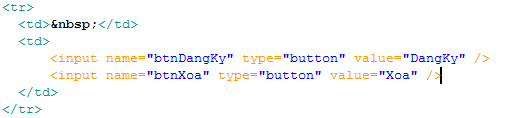 <tr>
<td>&nbsp;</td>
<td>
<input name="btnDangKy" type="button" value="DangKy" />
<input name="btnXoa" type="button" value="Xoa" />
</td>
</tr>